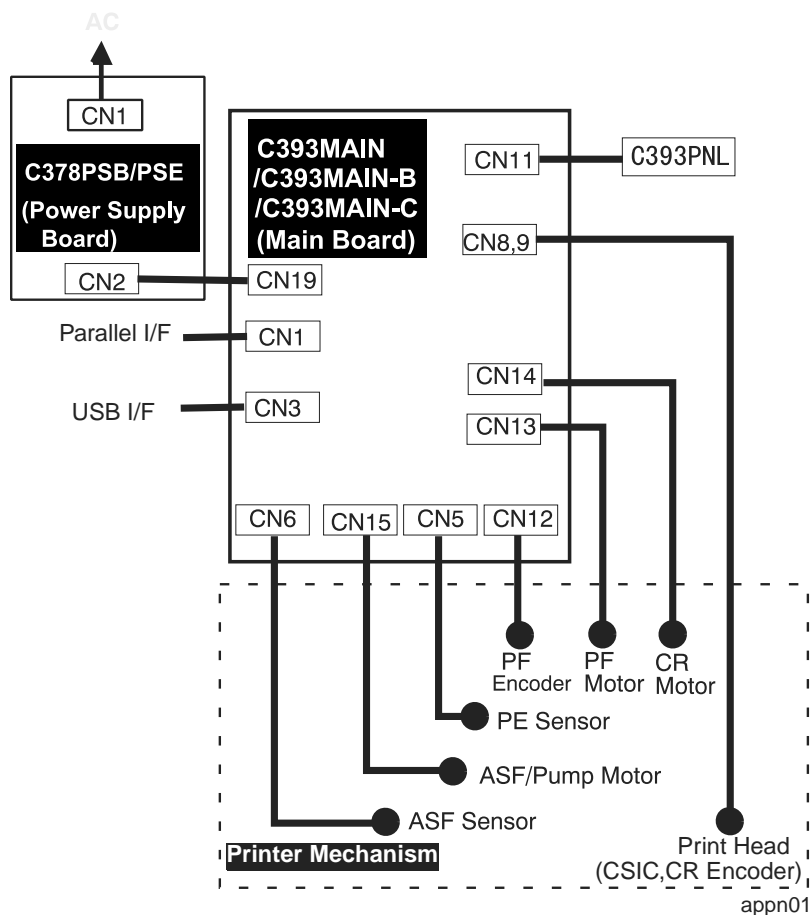 AC
CN1
C378PSB/PSE
(Power Supply
Board)
CN2
C393MAIN
/C393MAIN-B
/C393MAIN-C
(Main Board)
CN11
C393PNL
CN8,9
CN19
Parallel I/F
CN1
CN14
USB I/F
CN3
CN13
CN6
CN15
CN5
CN12
PF
Encoder
PF
Motor
CR
Motor
PE Sensor
ASF/Pump Motor
ASF Sensor
Printer Mechanism
Print Head
(CSIC,CR Encoder)
appn01